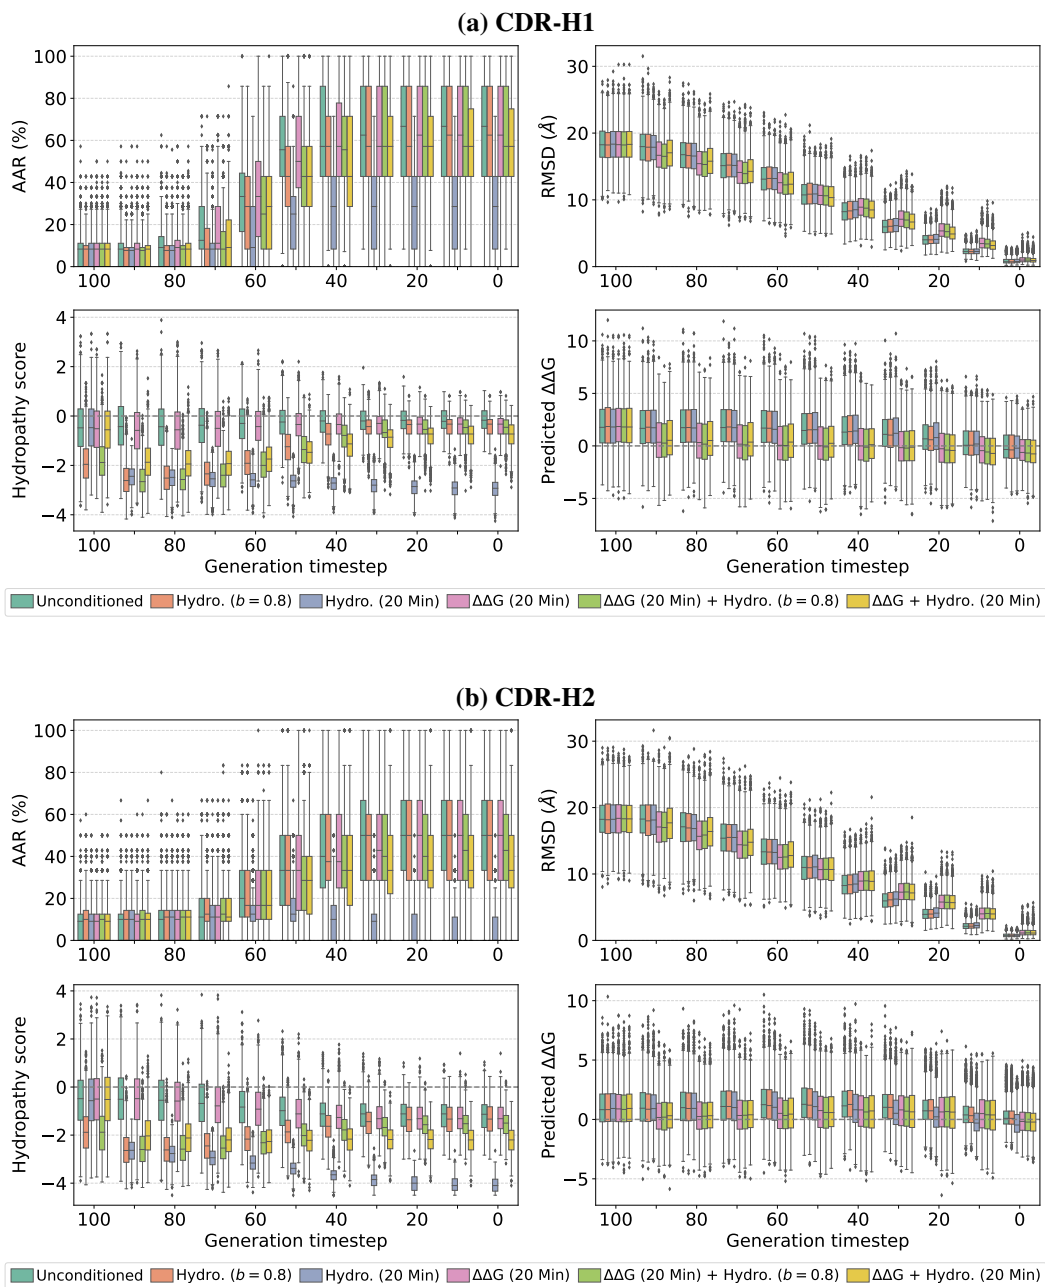 (a) CDR-H1
AAR (%)
100
80
60
40
20
0
100 80 60 40 20 0
RMSD (Å)
30
20
10
0
100 80 60 40 20 0
Hydropathy score
4
2
0
−2
−4
100 80 60 40 20 0
Generation timestep
Predicted ΔΔG
10
5
0
−5
100 80 60 40 20 0
Generation timestep
Unconditioned Hydro. (b = 0.8) Hydro. (20 Min) ΔΔG (20 Min) ΔΔG (20 Min) + Hydro. (b = 0.8) ΔΔG + Hydro. (20 Min)
(b) CDR-H2
AAR (%)
100
80
60
40
20
0
100 80 60 40 20 0
RMSD (Å)
30
20
10
0
100 80 60 40 20 0
Hydropathy score
4
2
0
−2
−4
100 80 60 40 20 0
Generation timestep
Predicted ΔΔG
10
5
0
−5
100 80 60 40 20 0
Generation timestep
Unconditioned Hydro. (b = 0.8) Hydro. (20 Min) ΔΔG (20 Min) ΔΔG (20 Min) + Hydro. (b = 0.8) ΔΔG + Hydro. (20 Min)